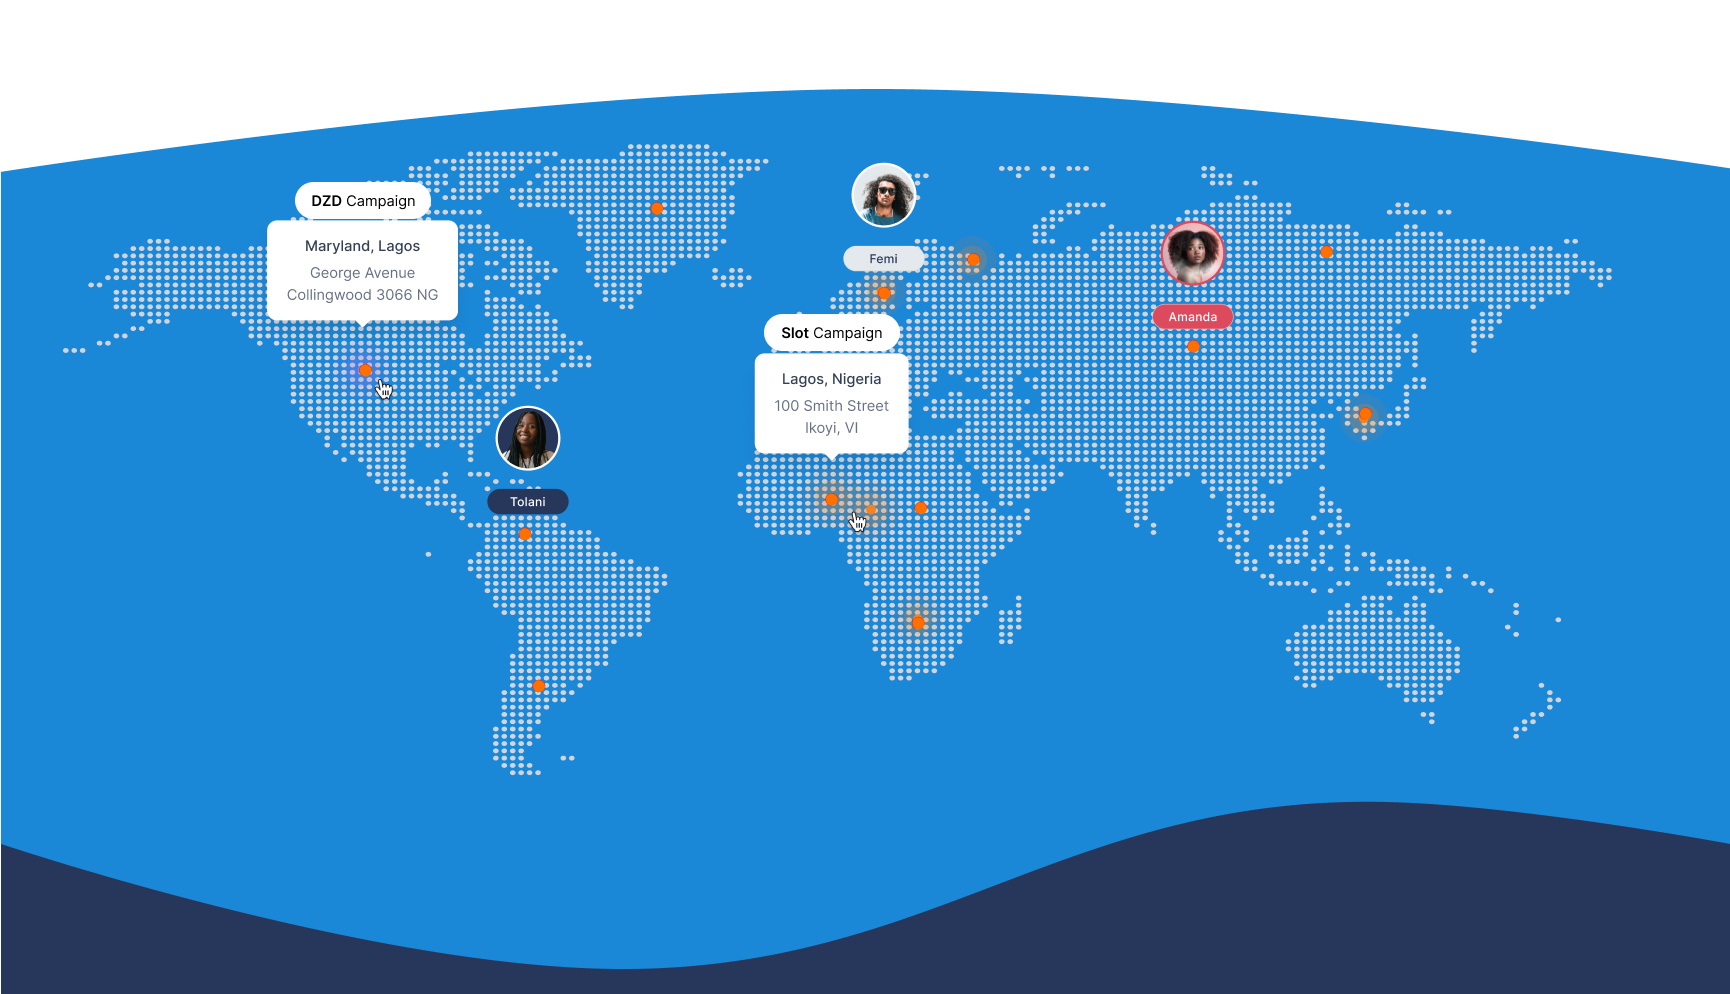 DZD Campaign
Maryland, Lagos
George Avenue
Collingwood 3066 NG
Femi
Amanda
Slot Campaign
Lagos, Nigeria
100 Smith Street
Ikoyi, VI
Tolani